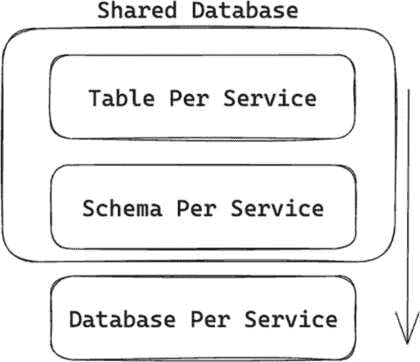 Shared Database
Table Per Service
Schema Per Service
Database Per Service